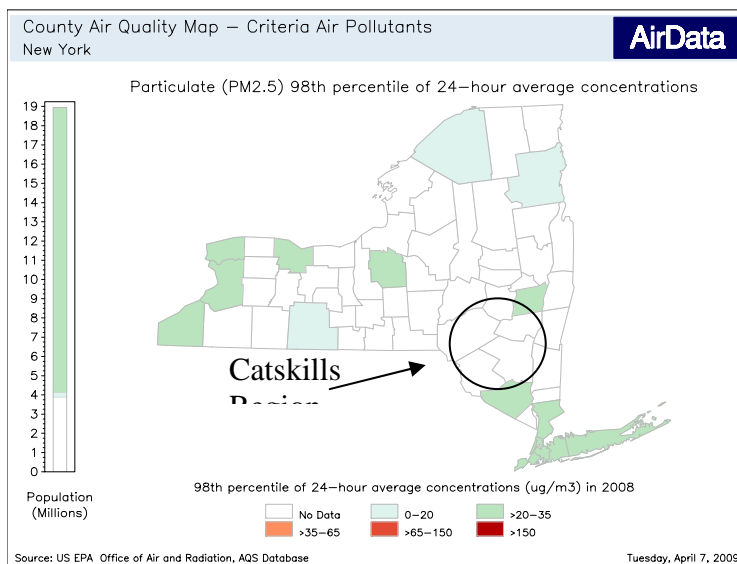 County Air Quality Map – Criteria Air Pollutants
New York
AirData
Particulate (PM2.5) 98th percentile of 24–hour average concentrations
19
18
17
16
15
14
13
12
11
10
9
8
7
6
5
4
3
2
1
0
Population
(Millions)
Catskills
Region
98th percentile of 24–hour average concentrations (ug/m3) in 2008
No Data 0–20 >20–35
>35–65 >65–150 >150
Source: US EPA Office of Air and Radiation, AQS Database Tuesday, April 7, 2009